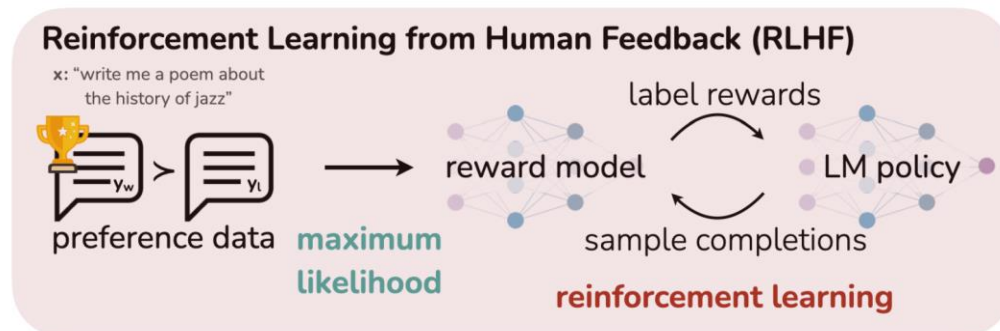 Reinforcement Learning from Human Feedback (RLHF)
x: “write me a poem about
the history of jazz”
label rewards
yw
≻
yl
reward model
LM policy
preference data
maximum
likelihood
sample completions
reinforcement learning